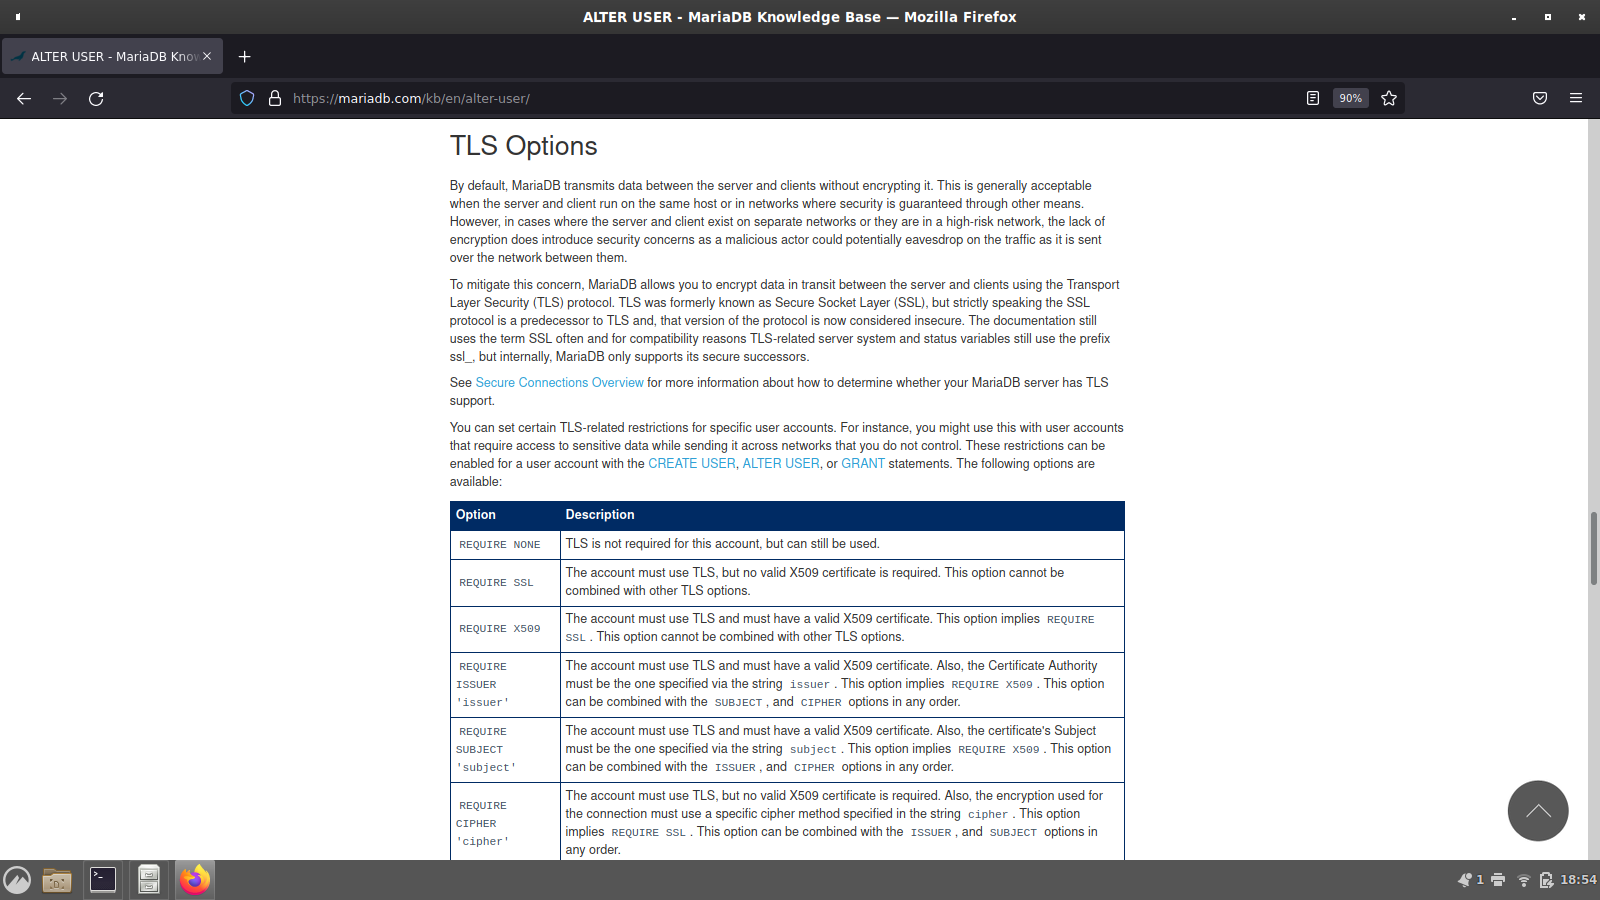 ALTER USER - MariaDB Knowledge Base — Mozilla Firefox
ALTER USER - MariaDB Know
https://mariadb.com/kb/en/alter-user/
90%
TLS Options
By default, MariaDB transmits data between the server and clients without encrypting it. This is generally acceptable
when the server and client run on the same host or in networks where security is guaranteed through other means.
However, in cases where the server and client exist on separate networks or they are in a high-risk network, the lack of
encryption does introduce security concerns as a malicious actor could potentially eavesdrop on the traffic as it is sent
over the network between them.
To mitigate this concern, MariaDB allows you to encrypt data in transit between the server and clients using the Transport
Layer Security (TLS) protocol. TLS was formerly known as Secure Socket Layer (SSL), but strictly speaking the SSL
protocol is a predecessor to TLS and, that version of the protocol is now considered insecure. The documentation still
uses the term SSL often and for compatibility reasons TLS-related server system and status variables still use the prefix
ssl_, but internally, MariaDB only supports its secure successors.
See Secure Connections Overview for more information about how to determine whether your MariaDB server has TLS
support.
You can set certain TLS-related restrictions for specific user accounts. For instance, you might use this with user accounts
that require access to sensitive data while sending it across networks that you do not control. These restrictions can be
enabled for a user account with the CREATE USER, ALTER USER, or GRANT statements. The following options are
available:
Option Description
REQUIRE NONE TLS is not required for this account, but can still be used.
REQUIRE SSL
The account must use TLS, but no valid X509 certificate is required. This option cannot be
combined with other TLS options.
REQUIRE X509
The account must use TLS and must have a valid X509 certificate. This option implies REQUIRE
SSL . This option cannot be combined with other TLS options.
REQUIRE
ISSUER
'issuer'
The account must use TLS and must have a valid X509 certificate. Also, the Certificate Authority
must be the one specified via the string issuer . This option implies REQUIRE X509 . This option
can be combined with the SUBJECT , and CIPHER options in any order.
REQUIRE
SUBJECT
'subject'
The account must use TLS and must have a valid X509 certificate. Also, the certificate's Subject
must be the one specified via the string subject . This option implies REQUIRE X509 . This option
can be combined with the ISSUER , and CIPHER options in any order.
REQUIRE
CIPHER
'cipher'
The account must use TLS, but no valid X509 certificate is required. Also, the encryption used for
the connection must use a specific cipher method specified in the string cipher . This option
implies REQUIRE SSL . This option can be combined with the ISSUER , and SUBJECT options in
any order.
1
18:54